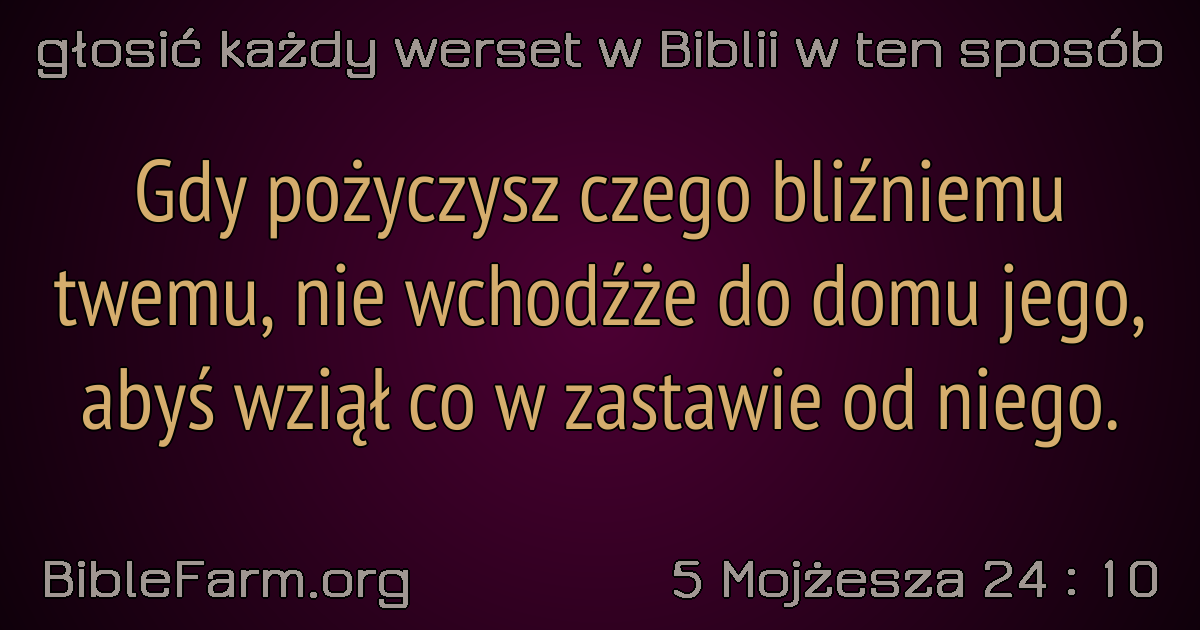 głosić każdy werset w Biblii w ten sposób
Gdy pożyczysz czego bliźniemu
twemu, nie wchodźże do domu jego,
abyś wziął co w zastawie od niego.
BibleFarm.org
5 Mojżesza 24 : 10